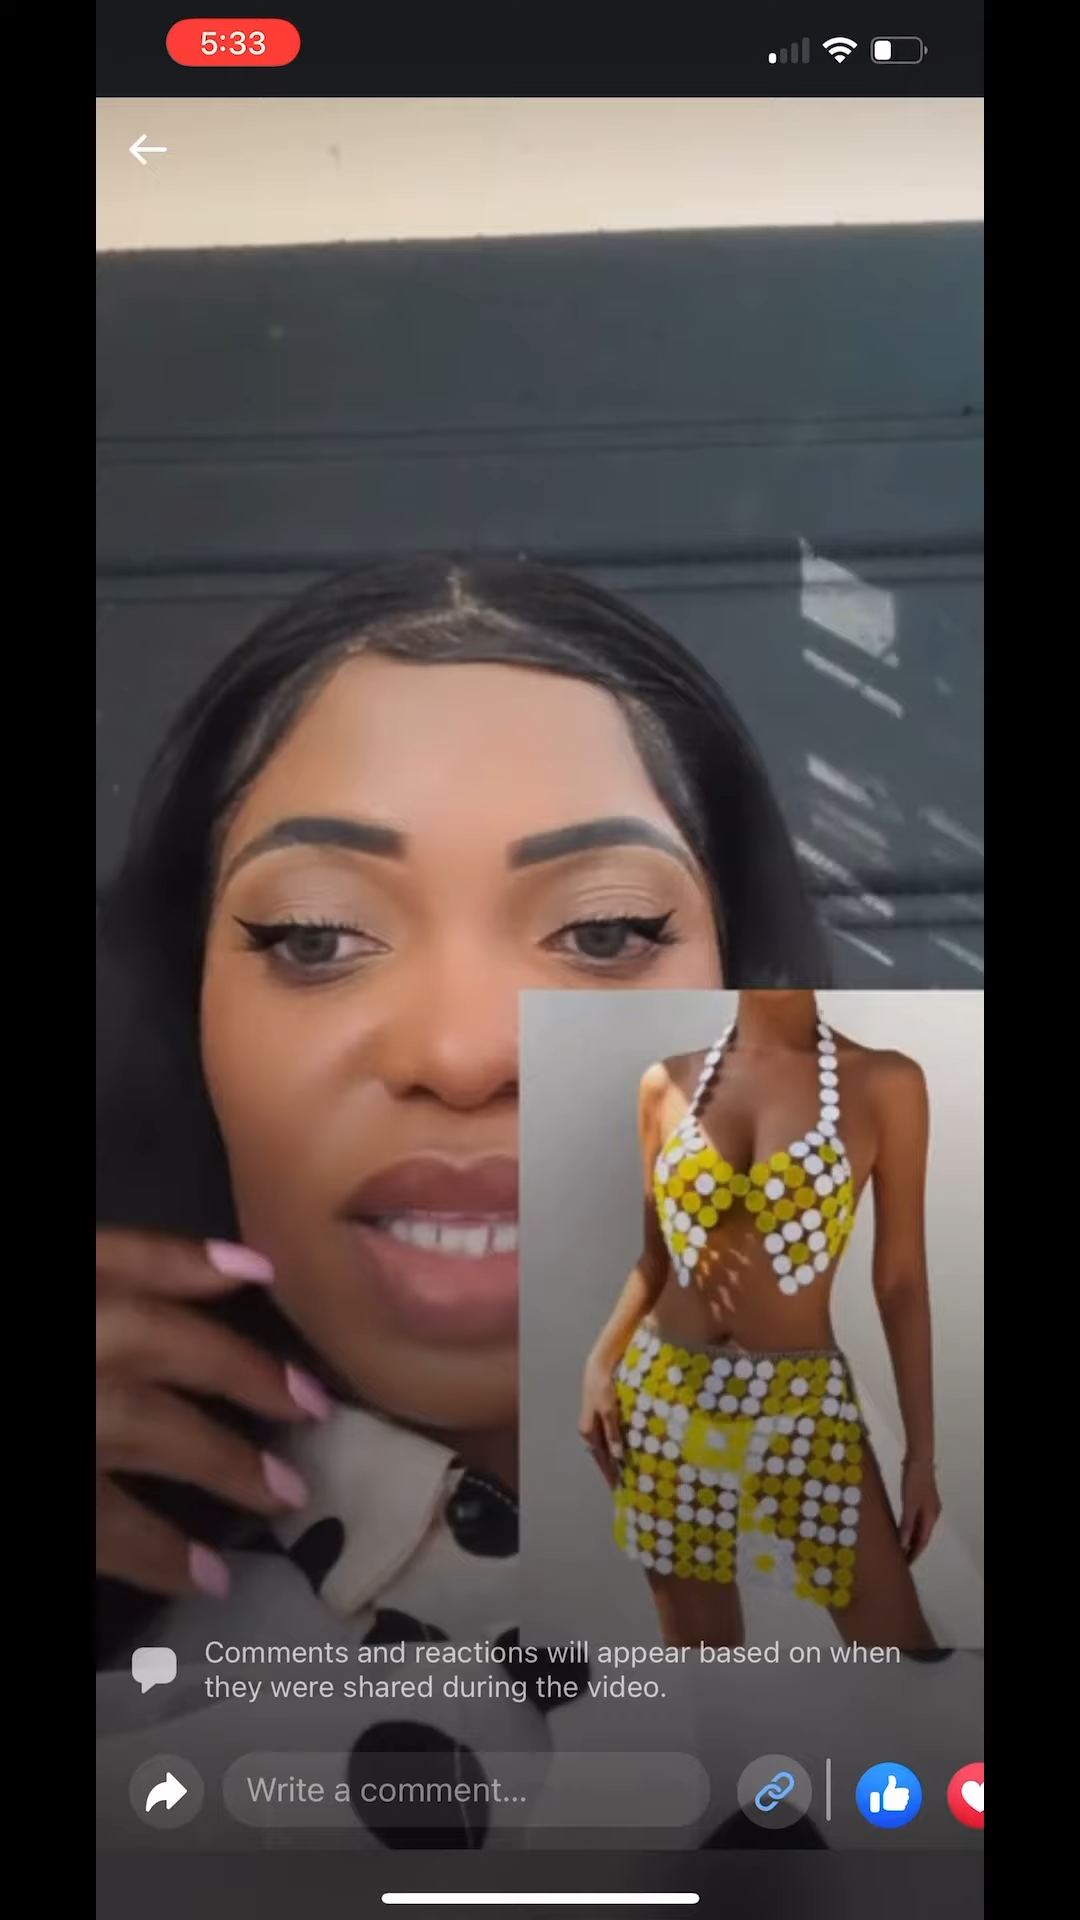 5:33
Comments and reactions will appear based on when
they were shared during the video.
Write a comment...